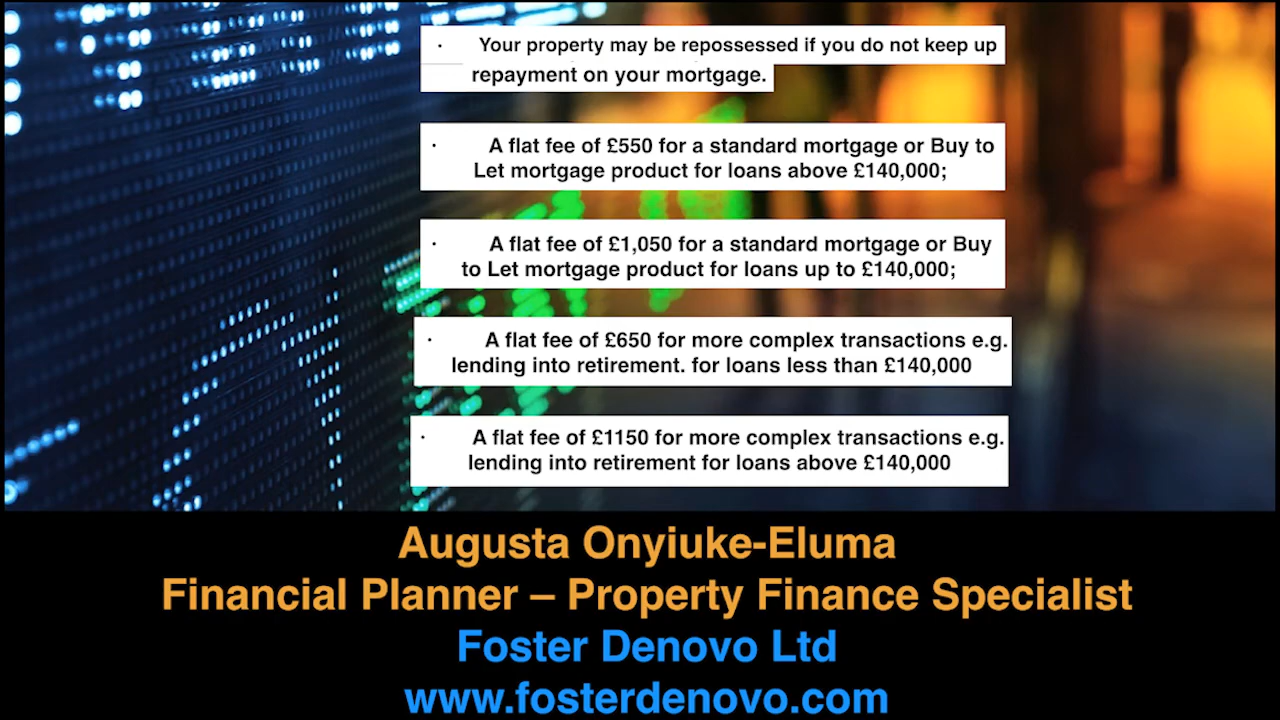 · Your property may be repossessed if you do not keep up
repayment on your mortgage.
· A flat fee of £550 for a standard mortgage or Buy to
Let mortgage product for loans above £140,000;
· A flat fee of £1,050 for a standard mortgage or Buy
to Let mortgage product for loans up to £140,000;
· A flat fee of £650 for more complex transactions e.g.
lending into retirement. for loans less than £140,000
· A flat fee of £1150 for more complex transactions e.g.
lending into retirement for loans above £140,000
Augusta Onyiuke-Eluma
Financial Planner – Property Finance Specialist
Foster Denovo Ltd
www.fosterdenovo.com